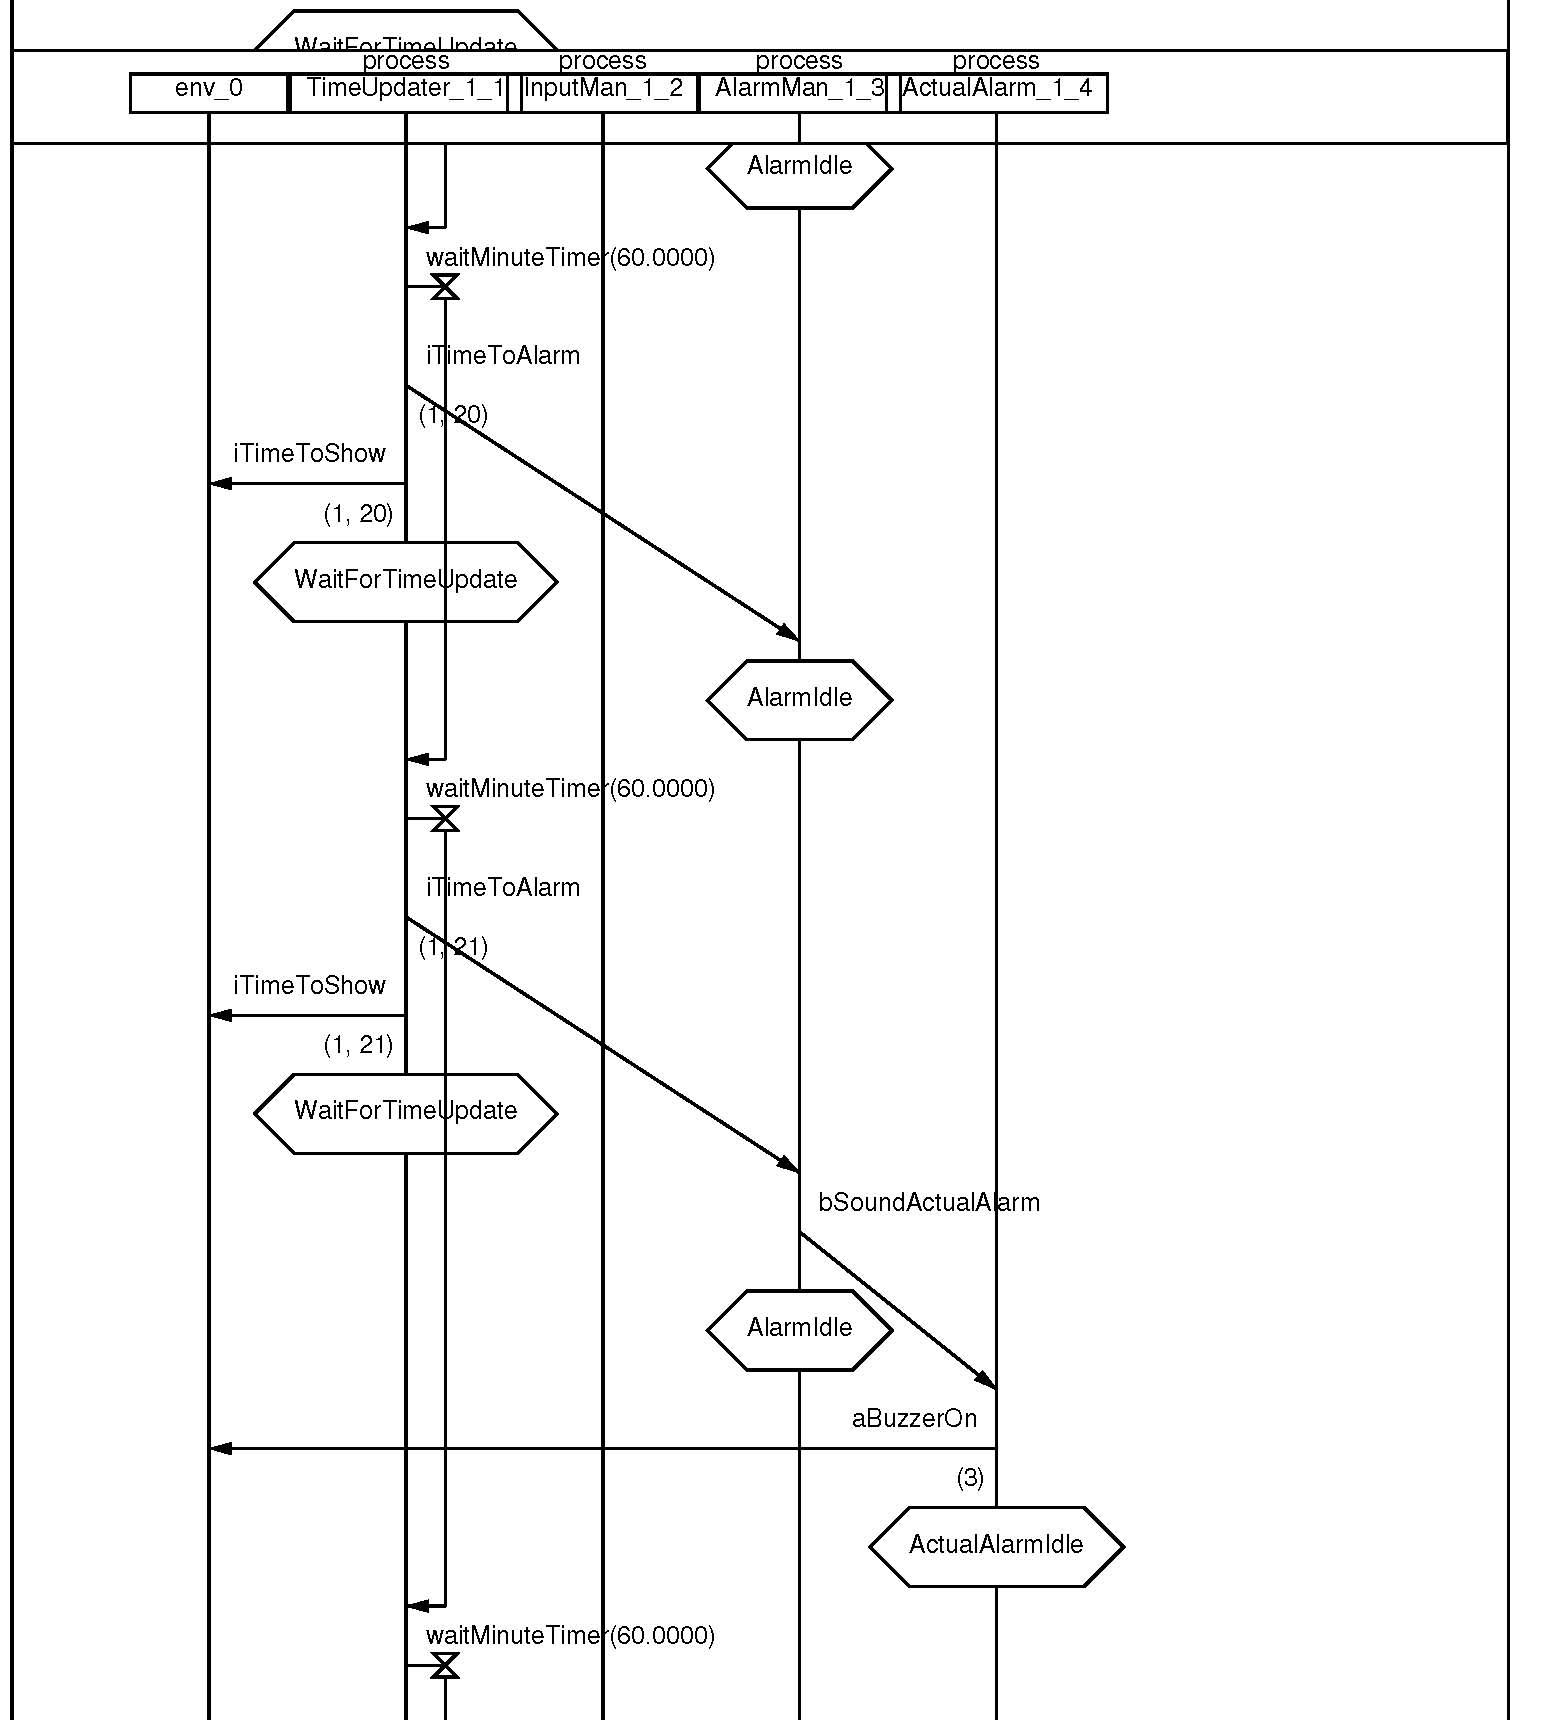 WaitForTimeUpdate
process process process process
env_0 TimeUpdater_1_1 InputMan_1_2 AlarmMan_1_3 ActualAlarm_1_4
AlarmIdle
waitMinuteTimer(60.0000)
iTimeToAlarm
(1, 20)
iTimeToShow
(1, 20)
WaitForTimeUpdate
AlarmIdle
waitMinuteTimer(60.0000)
iTimeToAlarm
(1, 21)
iTimeToShow
(1, 21)
WaitForTimeUpdate
bSoundActualAlarm
AlarmIdle
aBuzzerOn
(3)
ActualAlarmIdle
waitMinuteTimer(60.0000)